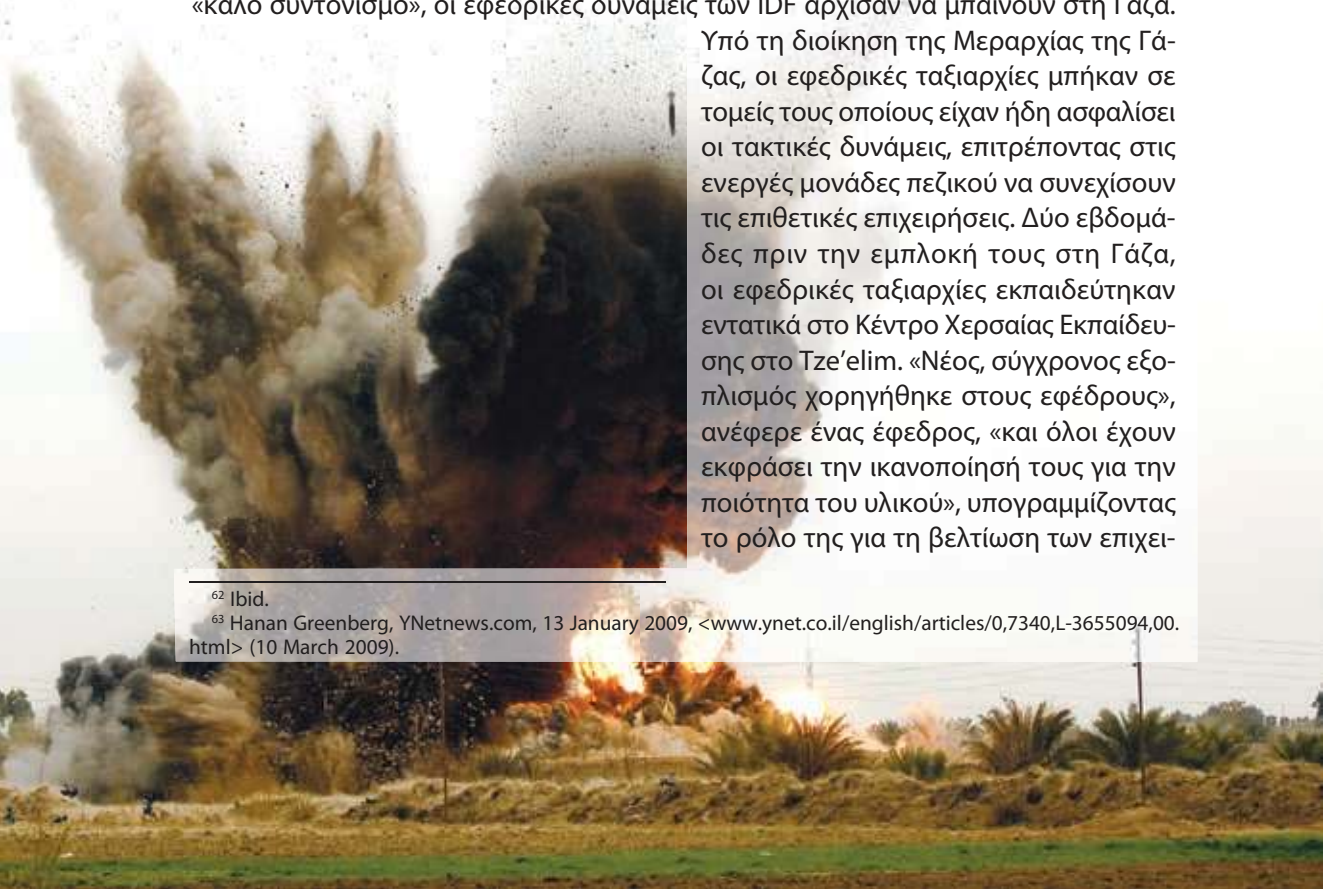 «καλό συντονισμό», οι εφεδρικές δυνάμεις των IDF άρχισαν να μπαίνουν στη Γάζα.
Υπό τη διοίκηση της Μεραρχίας της Γά-
ζας, οι εφεδρικές ταξιαρχίες μπήκαν σε
τομείς τους οποίους είχαν ήδη ασφαλίσει
οι τακτικές δυνάμεις, επιτρέποντας στις
ενεργές μονάδες πεζικού να συνεχίσουν
τις επιθετικές επιχειρήσεις. Δύο εβδομά-
δες πριν την εμπλοκή τους στη Γάζα,
οι εφεδρικές ταξιαρχίες εκπαιδεύτηκαν
εντατικά στο Κέντρο Χερσαίας Εκπαίδευ-
σης στο Tze’elim. «Νέος, σύγχρονος εξο-
πλισμός χορηγήθηκε στους εφέδρους»,
ανέφερε ένας έφεδρος, «και όλοι έχουν
εκφράσει την ικανοποίησή τους για την
ποιότητα του υλικού», υπογραμμίζοντας
το ρόλο της για τη βελτίωση των επιχει-
62 Ibid.
63 Hanan Greenberg, YNetnews.com, 13 January 2009, <www.ynet.co.il/english/articles/0,7340,L-3655094,00.
html> (10 March 2009).